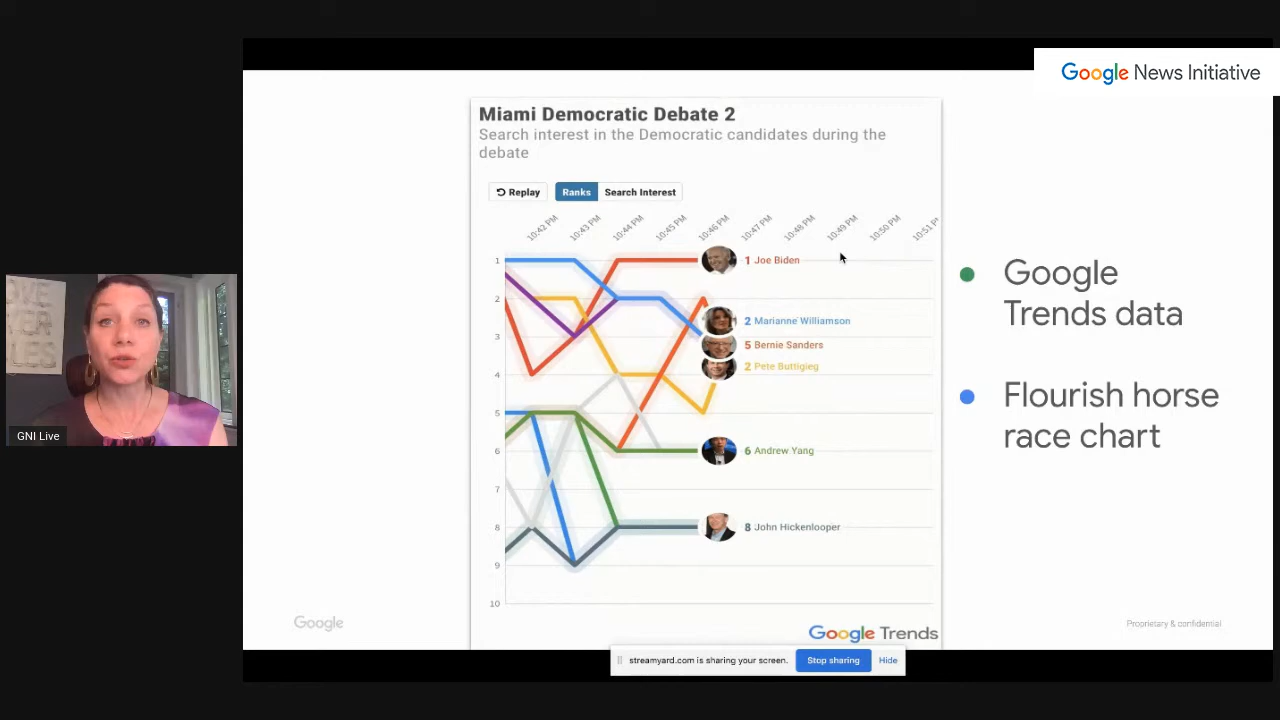 Google News Initiative
Miami Democratic Debate 2
Search interest in the Democratic candidates during the
debate
Replay
Ranks
Search Interest
10:42 PM
10:43 PM
10:44 PM
10:45 PM
10:46 PM
10:47 PM
10:48 PM
10:49 PM
10:50 PM
1
2
3
4
5
6
7
8
9
10
1 Joe Biden
2 Marianne Williamson
5 Bernie Sanders
2 Pete Buttigieg
6 Andrew Yang
8 John Hickenlooper
Google Trends
Google
Trends data
Flourish horse
race chart
GNI Live
Google
Proprietary & confidential
streamyard.com is sharing your screen.
Stop sharing
Hide